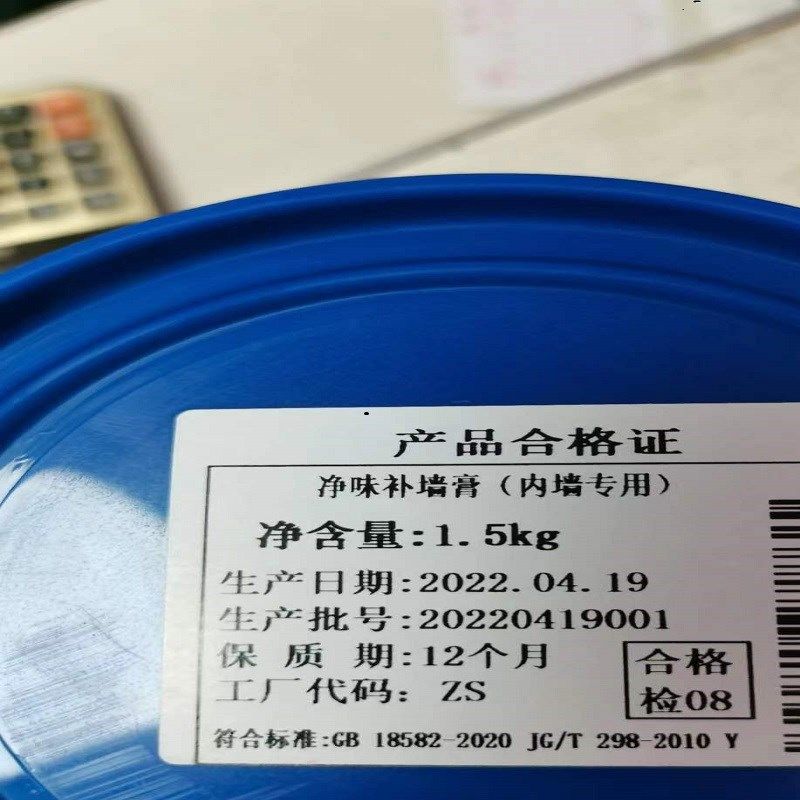 产品合格证
净味补墙膏（内墙专用）
净含量:1.5kg
生产日期:2022.04.19
生产批号:20220419001
保 质 期:12个月
工厂代码: ZS
合格
检08
符合标准:GB 18582-2020 JG/T 298-2010 Y